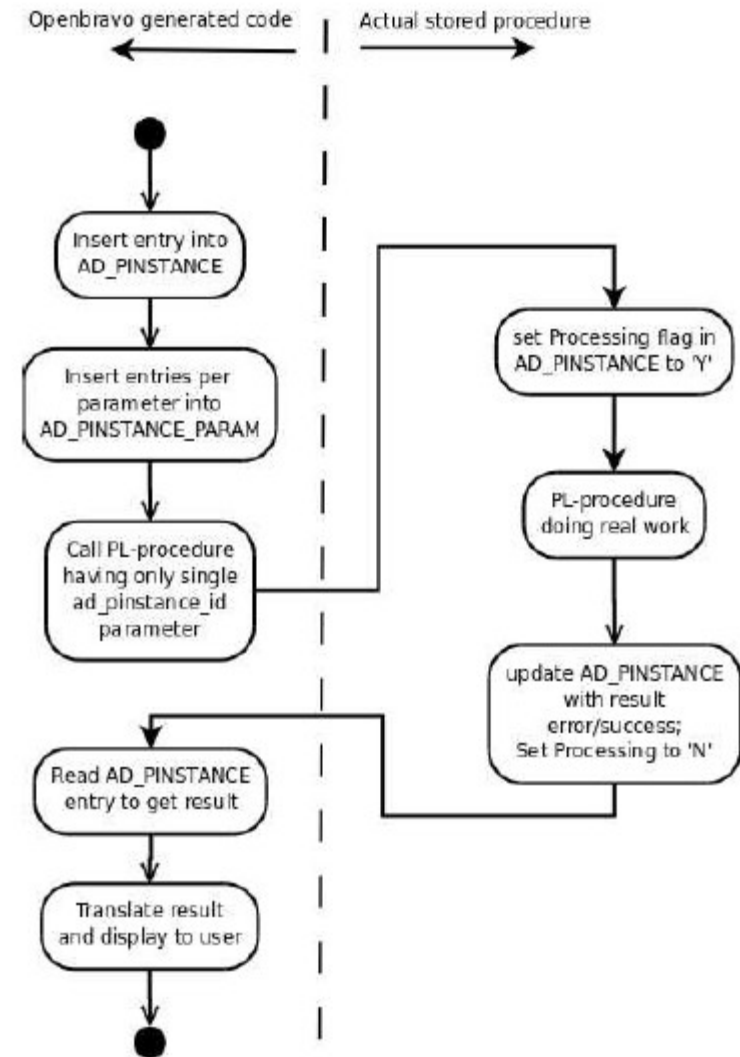 Openbravo generated code
Actual stored procedure
Insert entry into
AD_PINSTANCE
Insert entries per
parameter into
AD_PINSTANCE_PARAM
Call PL-procedure
having only single
ad_pinstance_id
parameter
set Processing flag in
AD_PINSTANCE to 'Y'
PL-procedure
doing real work
update AD_PINSTANCE
with result
error/success;
Set Processing to 'N'
Read AD_PINSTANCE
entry to get result
Translate result
and display to user